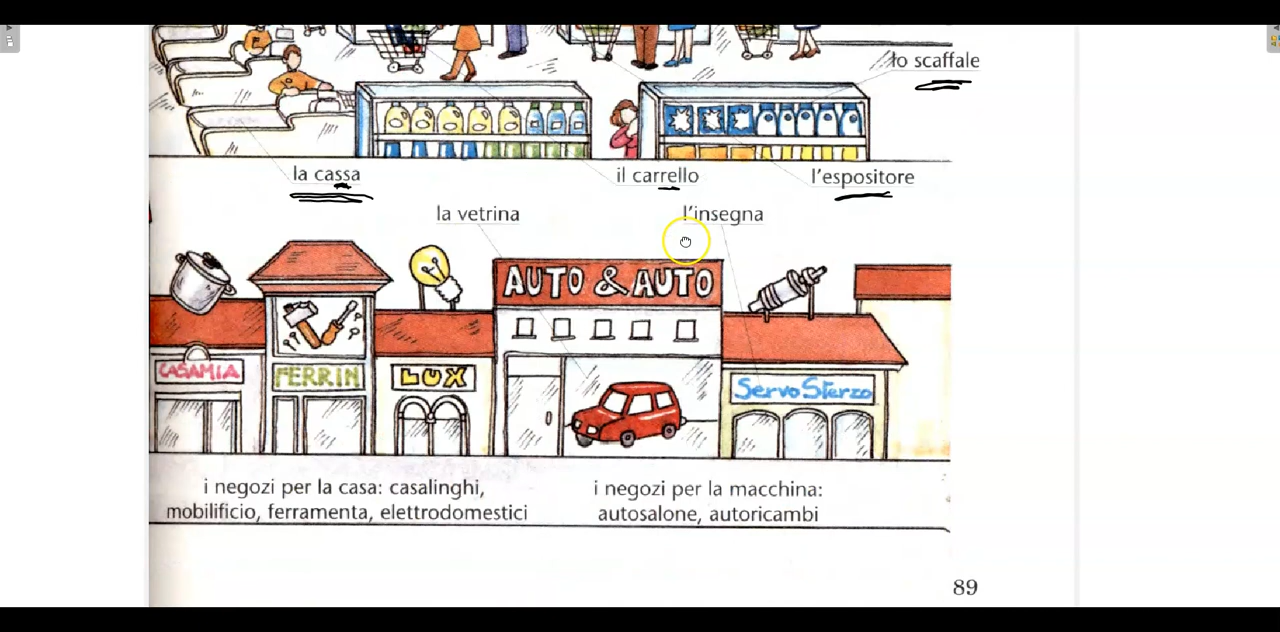 lo scaffale
la cassa
il carrello
l'espositore
la vetrina
l'insegna
AUTO & AUTO
CASAMIA
FERRIN
LUX
Servo Sterzo
i negozi per la casa: casalinghi,
mobilificio, ferramenta, elettrodomestici
i negozi per la macchina:
autosalone, autoricambi
89